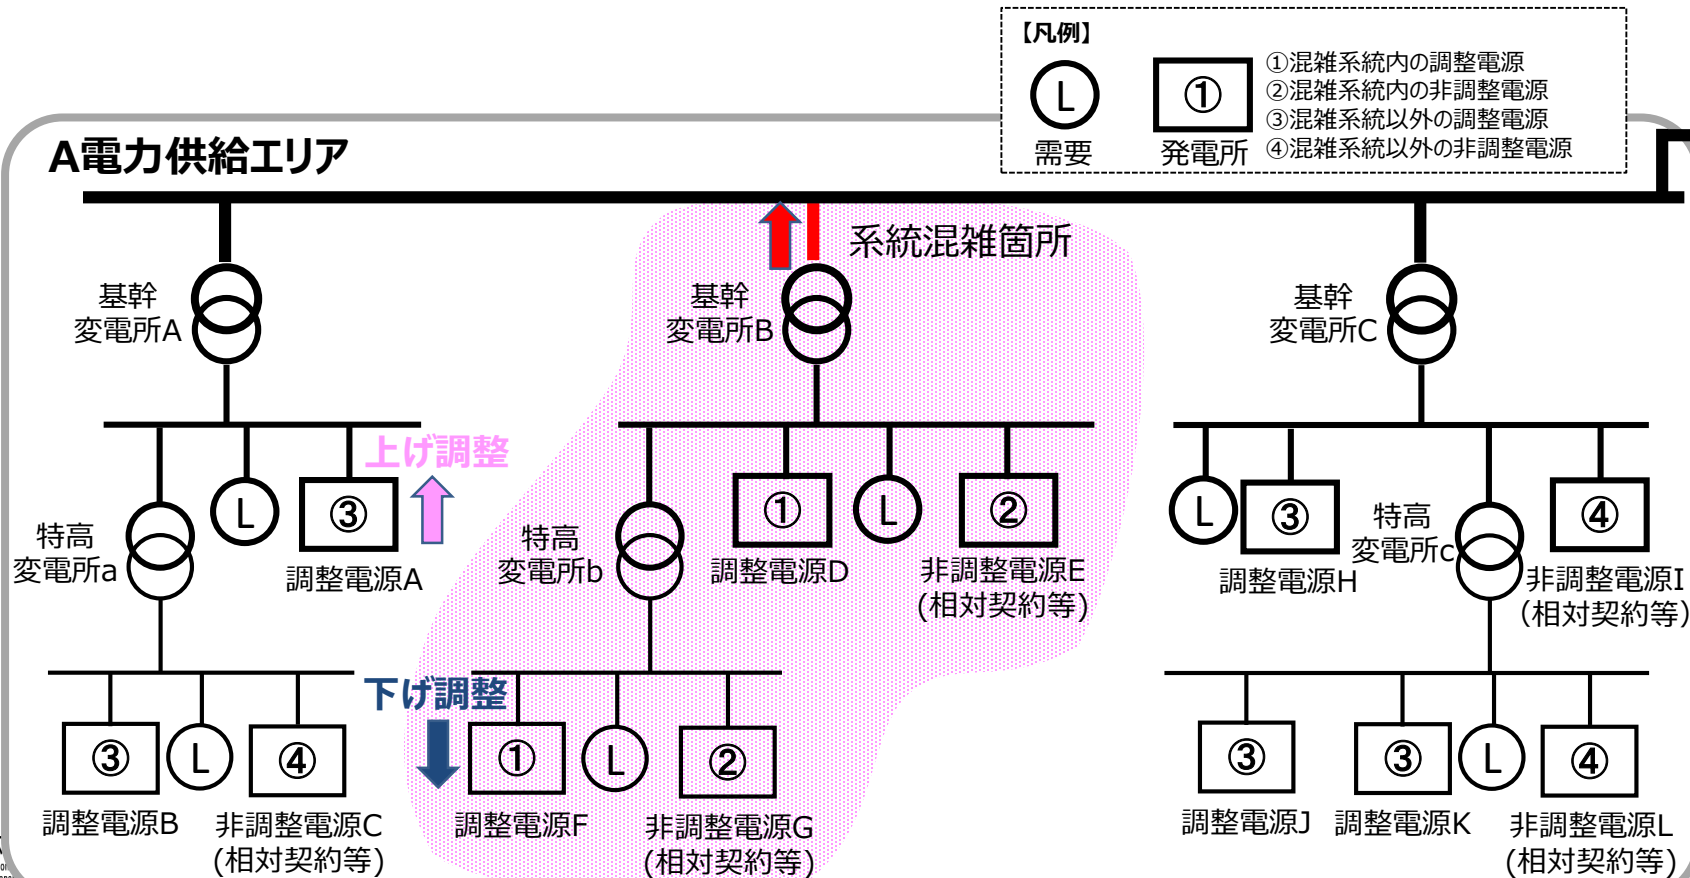 【凡例】
L
需要
①
発電所
①混雑系統内の調整電源
②混雑系統内の非調整電源
③混雑系統以外の調整電源
④混雑系統以外の非調整電源
A電力供給エリア
系統混雑箇所
基幹
変電所A
基幹
変電所B
基幹
変電所C
上げ調整
特高
変電所a
L
③
調整電源A
特高
変電所b
①
調整電源D
L
②
非調整電源E
(相対契約等)
L
③
調整電源H
特高
変電所c
④
非調整電源I
(相対契約等)
下げ調整
③
調整電源B
L
④
非調整電源C
(相対契約等)
①
調整電源F
L
②
非調整電源G
(相対契約等)
③
調整電源J
③
調整電源K
L
④
非調整電源L
(相対契約等)